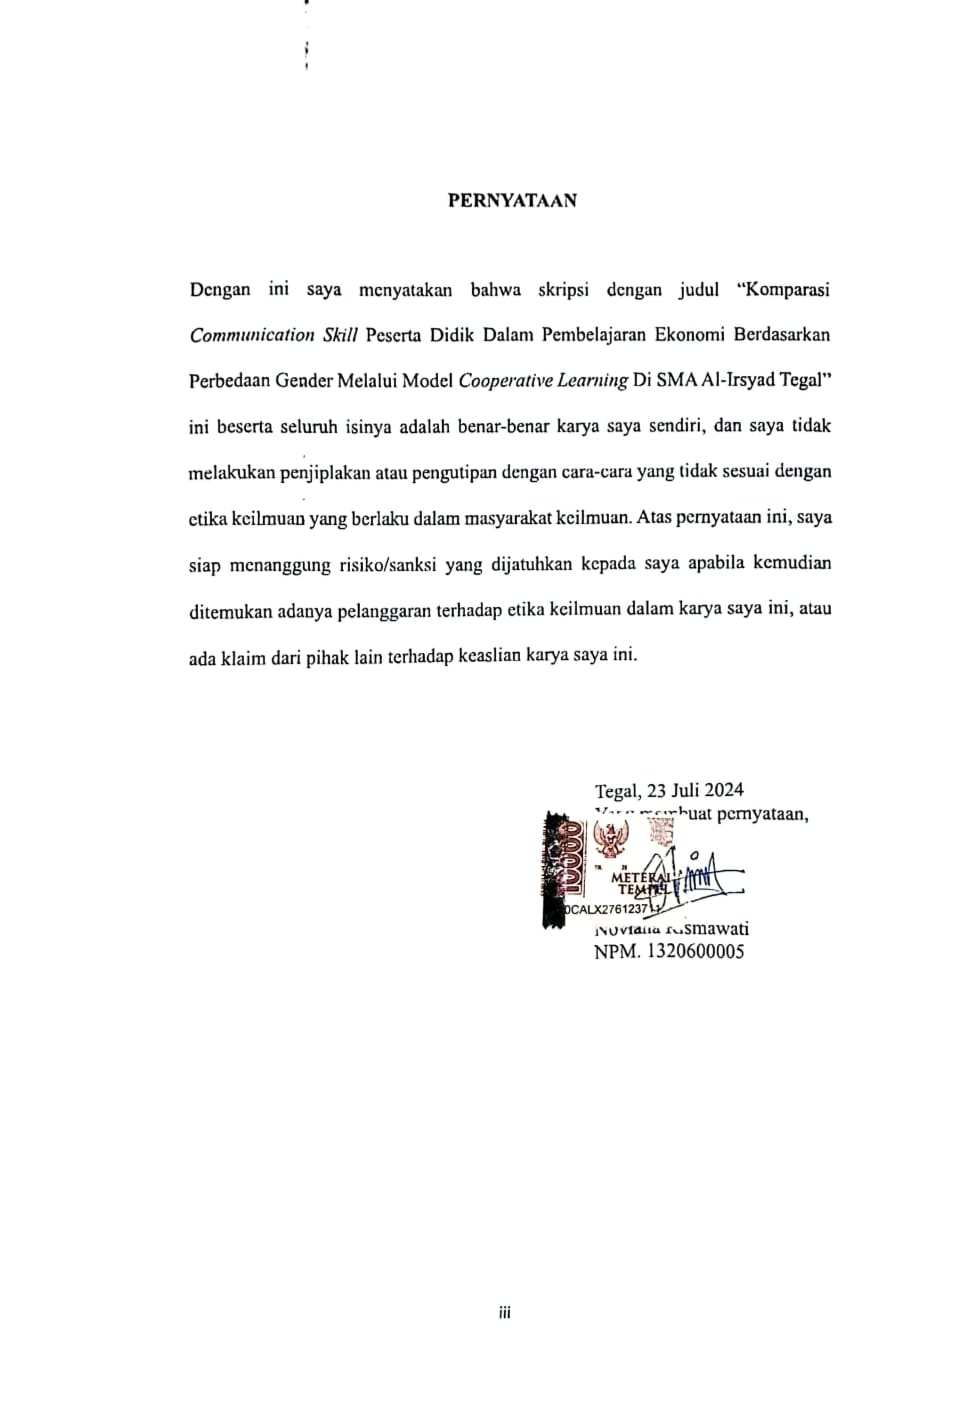 PERNYATAAN
Dengan ini saya menyatakan bahwa skripsi dengan judul “Komparasi
Communication Skill Peserta Didik Dalam Pembelajaran Ekonomi Berdasarkan
Perbedaan Gender Melalui Model Cooperative Learning Di SMA Al-Irsyad Tegal”
ini beserta seluruh isinya adalah benar-benar karya saya sendiri, dan saya tidak
melakukan penjiplakan atau pengutipan dengan cara-cara yang tidak sesuai dengan
etika keilmuan yang berlaku dalam masyarakat keilmuan. Atas pernyataan ini, saya
siap menanggung risiko/sanksi yang dijatuhkan kepada saya apabila kemudian
ditemukan adanya pelanggaran terhadap etika keilmuan dalam karya saya ini, atau
ada klaim dari pihak lain terhadap keaslian karya saya ini.
Tegal, 23 Juli 2024
pernyataan,
10000
METERAI
TEMPEL
NPM. 1320600005
iii